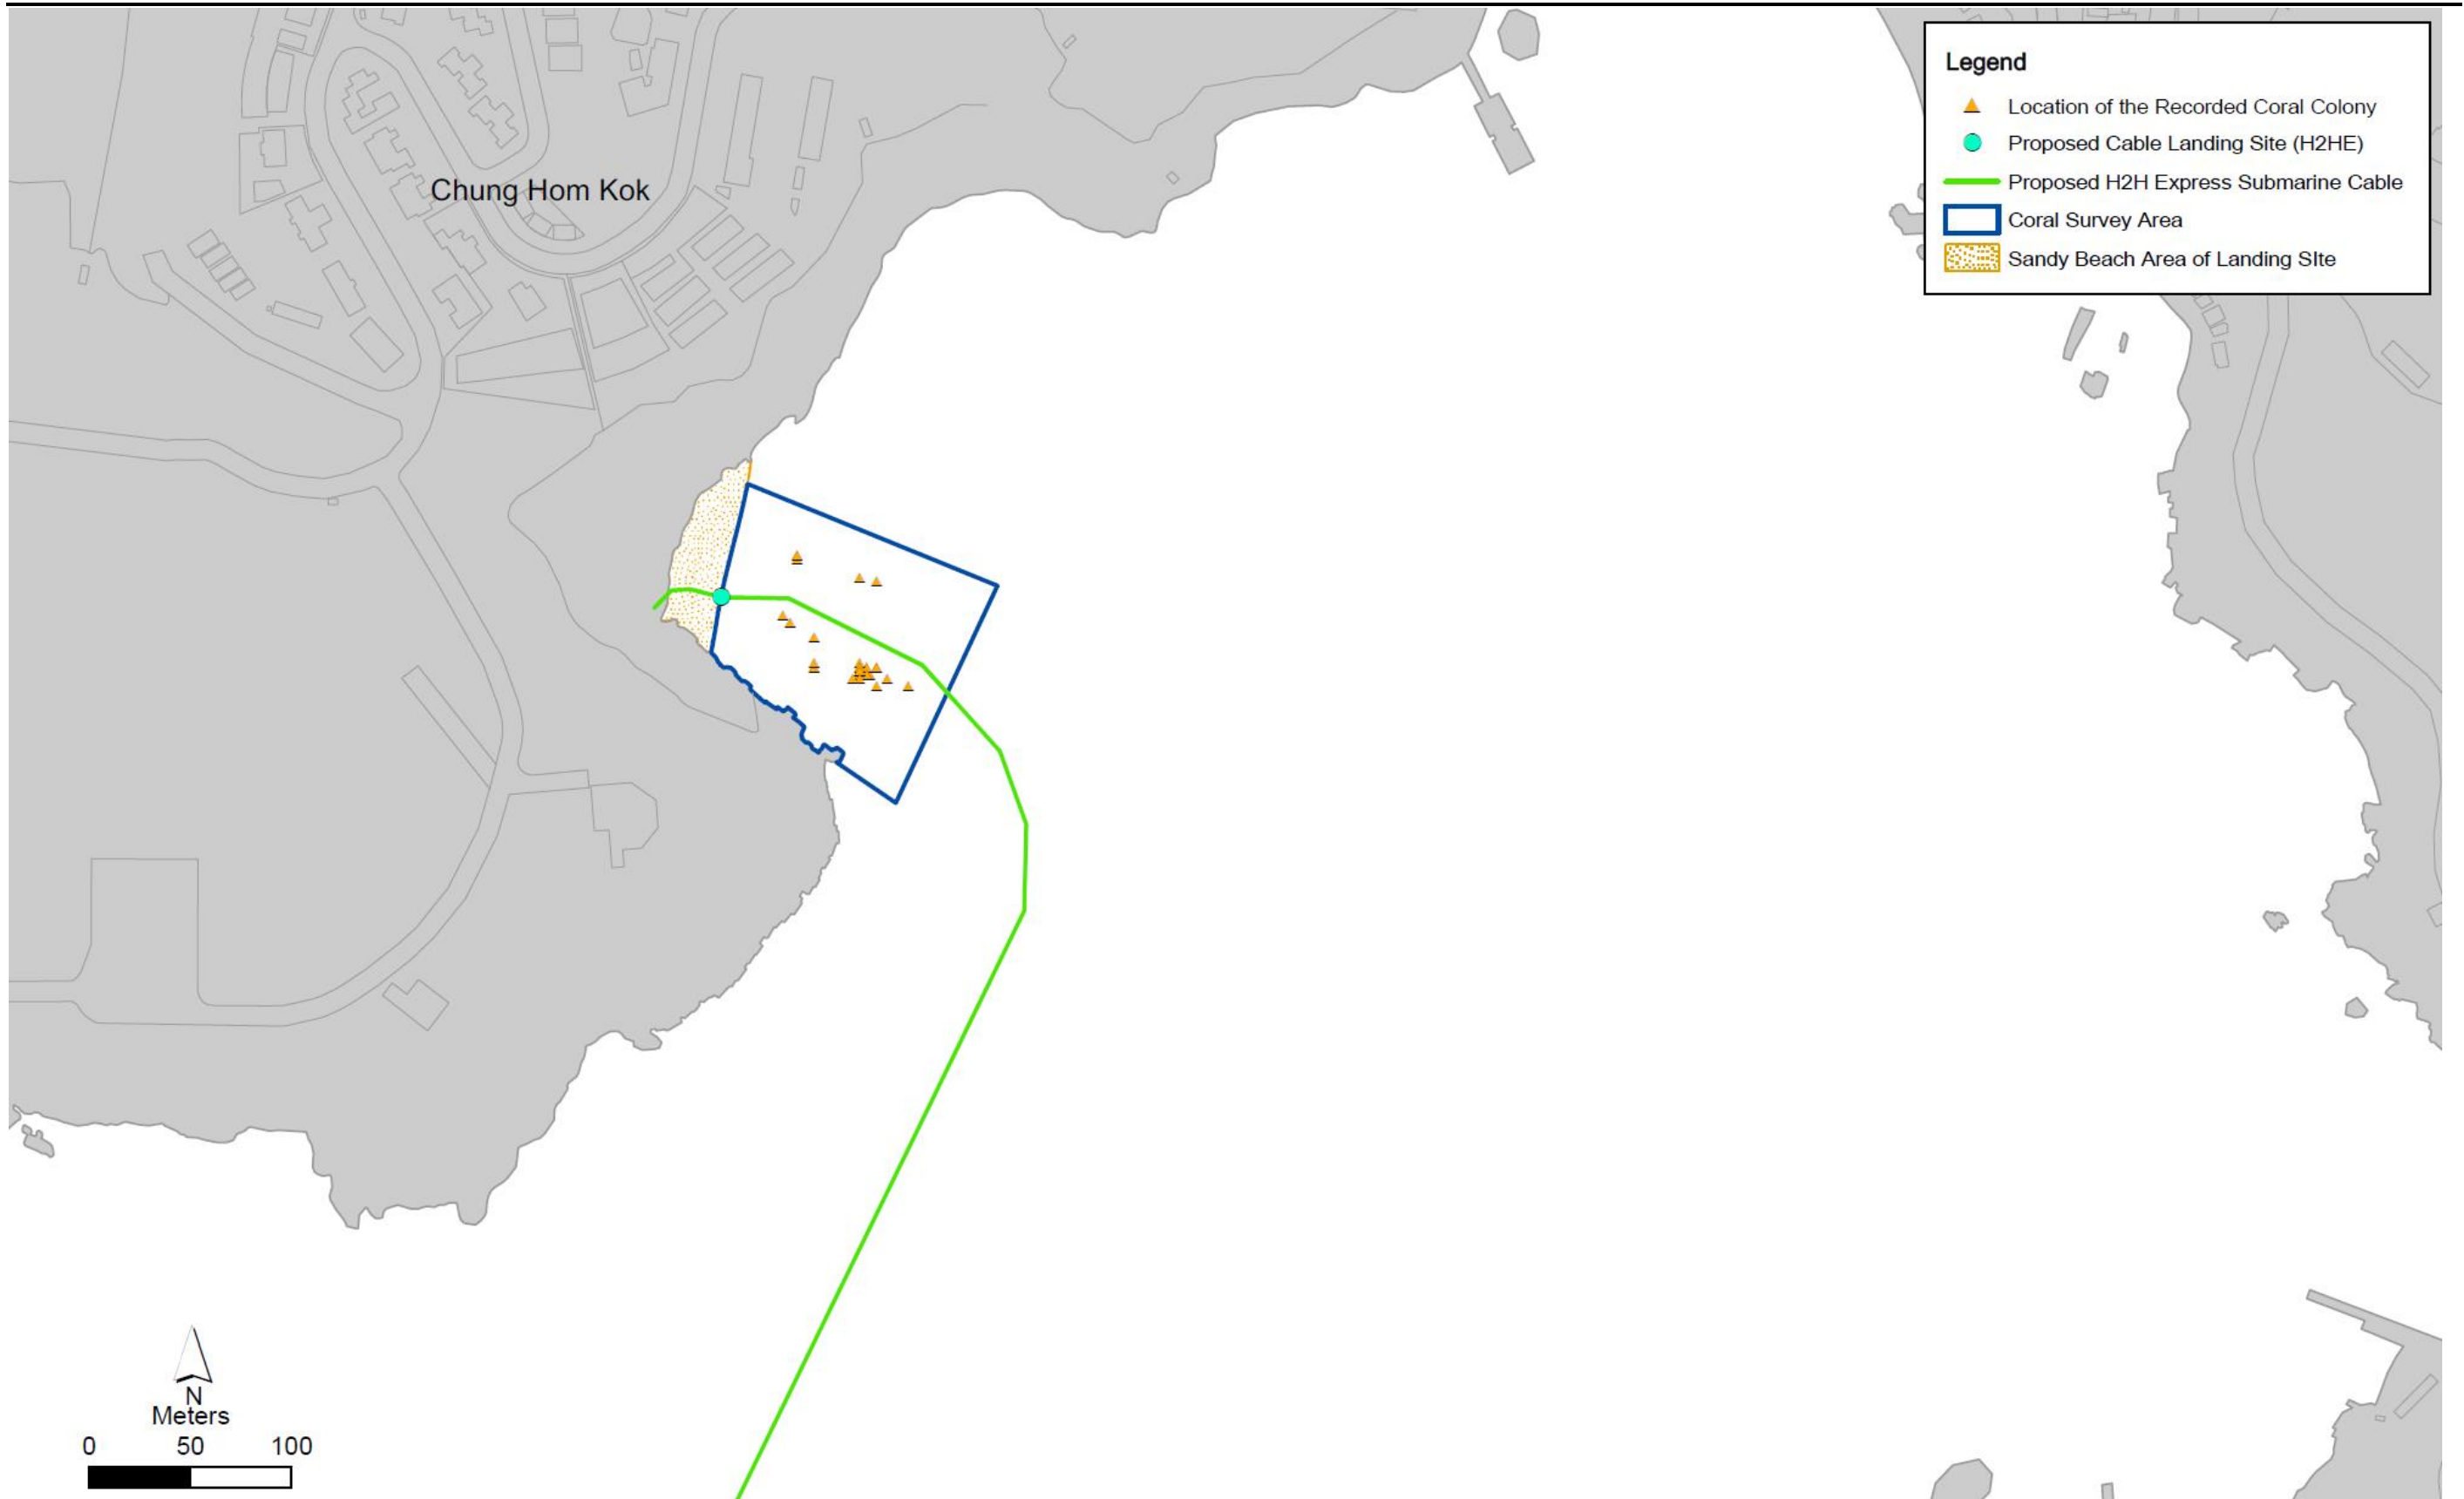 Legend
Location of the Recorded Coral Colony
Proposed Cable Landing Site (H2HE)
Proposed H2H Express Submarine Cable
Coral Survey Area
Sandy Beach Area of Landing SIte
Chung Hom Kok
N
Meters
0 50 100